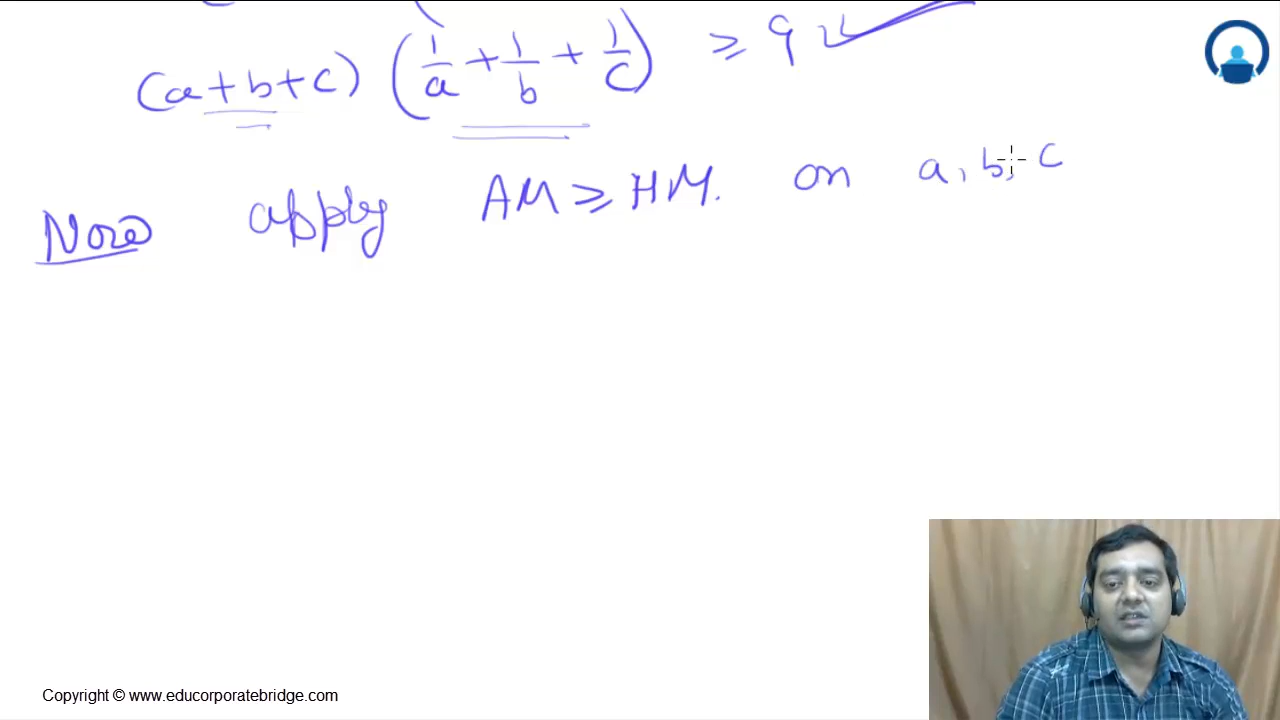 (a+b+c) (1/a + 1/b + 1/c) ≥ 9
Now apply AM ≥ HM. on a, b, c
Copyright © www.educorporatebridge.com